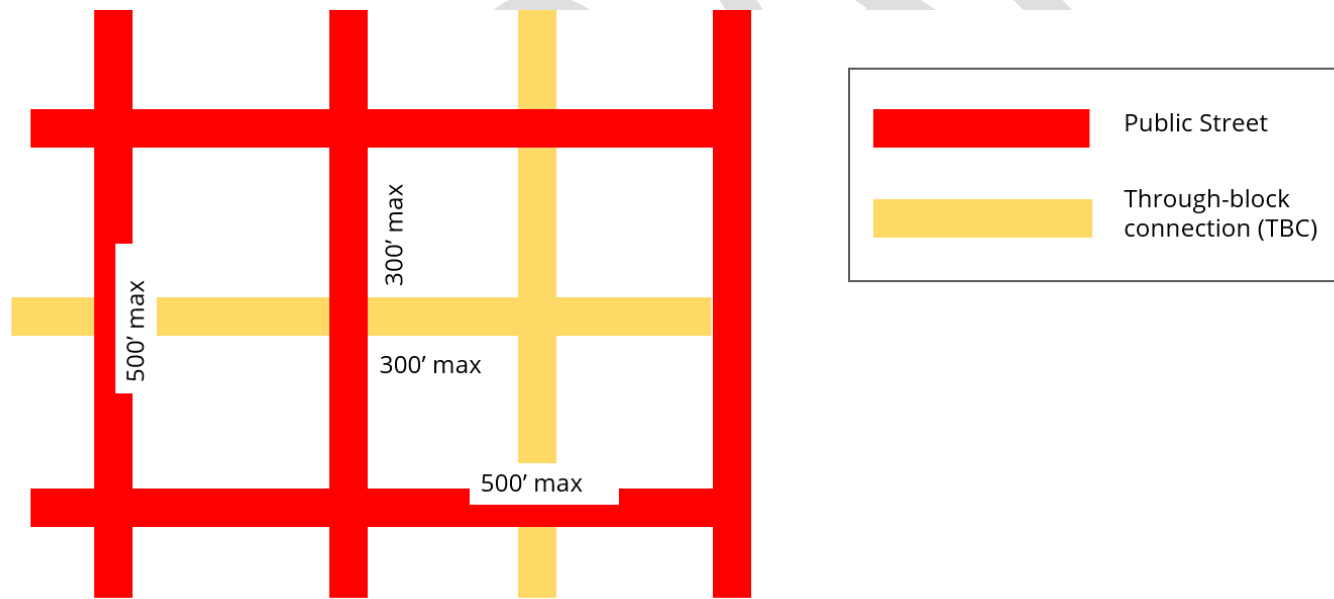 300’ max
500’ max
300’ max
500’ max
Public Street
Through-block
connection (TBC)